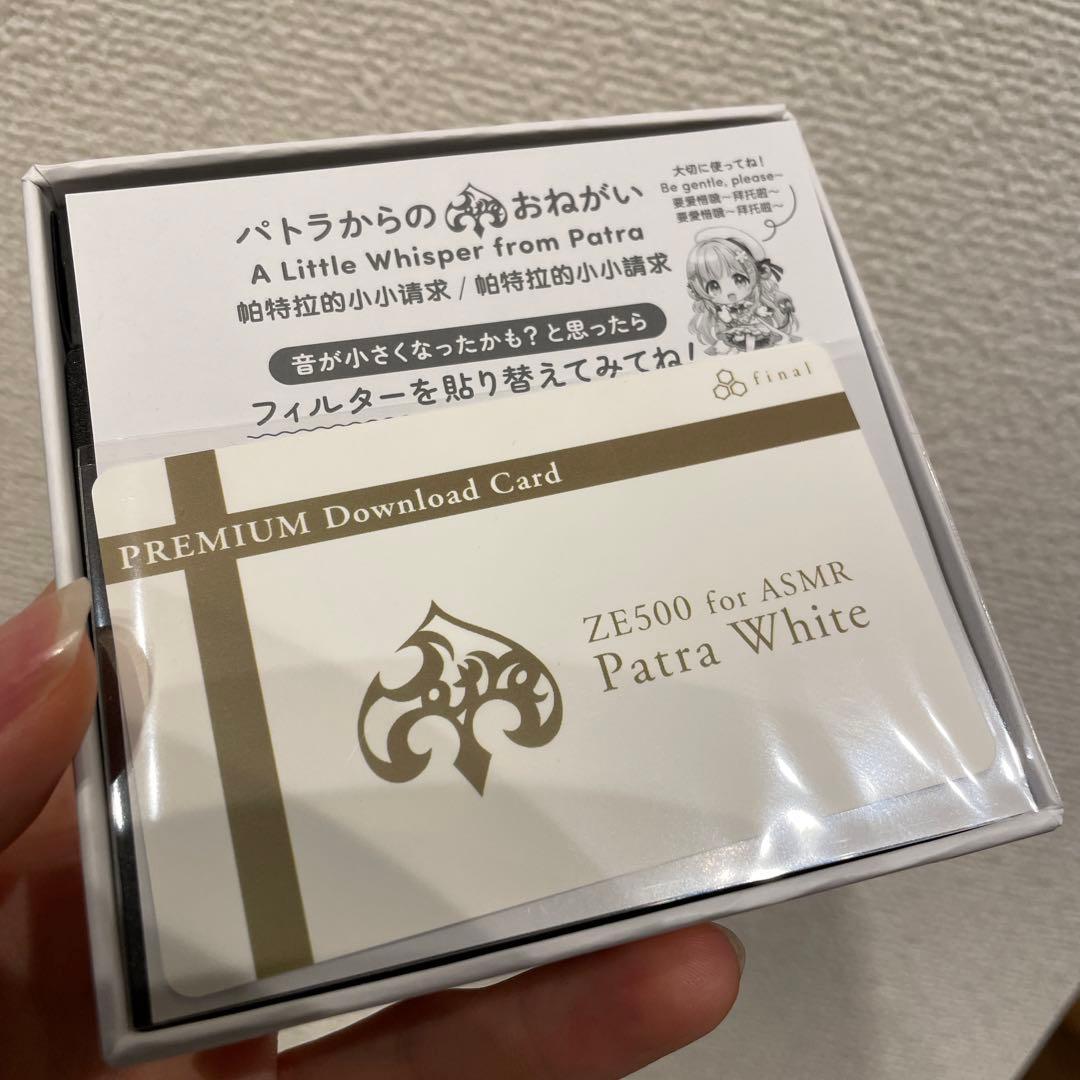 大切に使ってね!
Be gentle, please~
要爱惜哦~拜托啦~
要愛惜哦~拜托啦~
パトラからのおねがい
A Little Whisper from Patra
帕特拉的小小请求 / 帕特拉的小小請求
音が小さくなったかも?と思ったら
フィルターを貼り替えてみてね!
final
PREMIUM Download Card
ZE500 for ASMR
Patra White